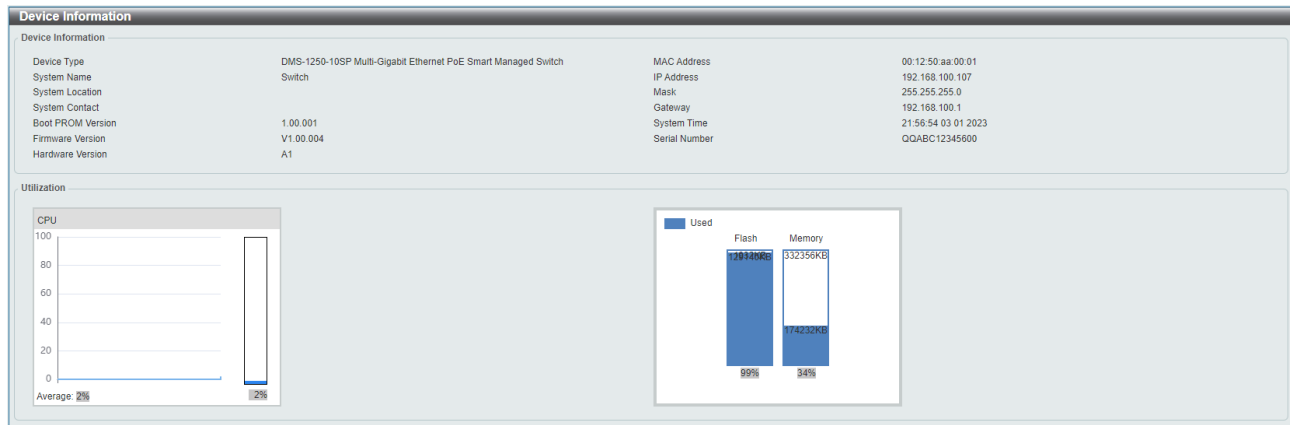 Device Information
Device Information
Device Type DMS-1250-10SP Multi-Gigabit Ethernet PoE Smart Managed Switch MAC Address 00:12:50:aa:00:01
System Name Switch IP Address 192.168.100.107
System Location Mask 255.255.255.0
System Contact Gateway 192.168.100.1
Boot PROM Version 1.00.001 System Time 21:56:54 03 01 2023
Firmware Version V1.00.004 Serial Number QQABC12345600
Hardware Version A1
Utilization
CPU
100
80
60
40
20
0
Average: 2% 2%
Used
Flash Memory
332356KB
174232KB
99% 34%